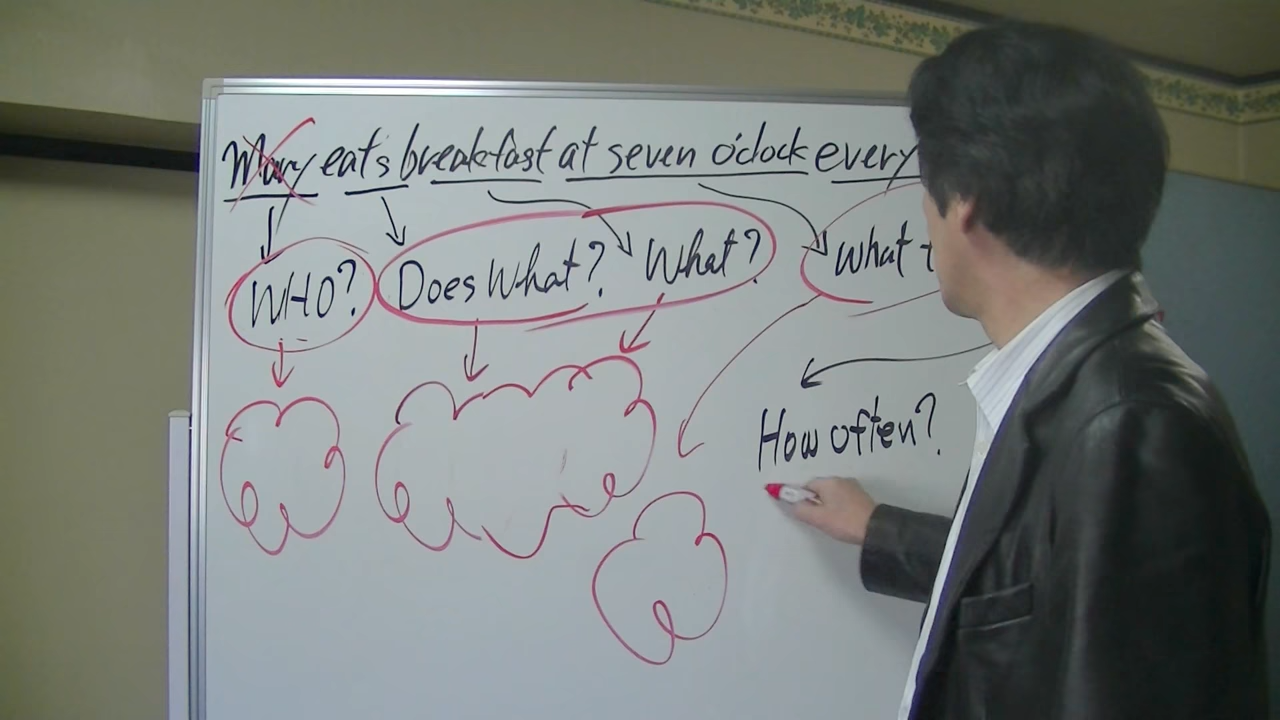 Mary eats breakfast at seven o'clock every
WHO? Does What? What? What
How often?